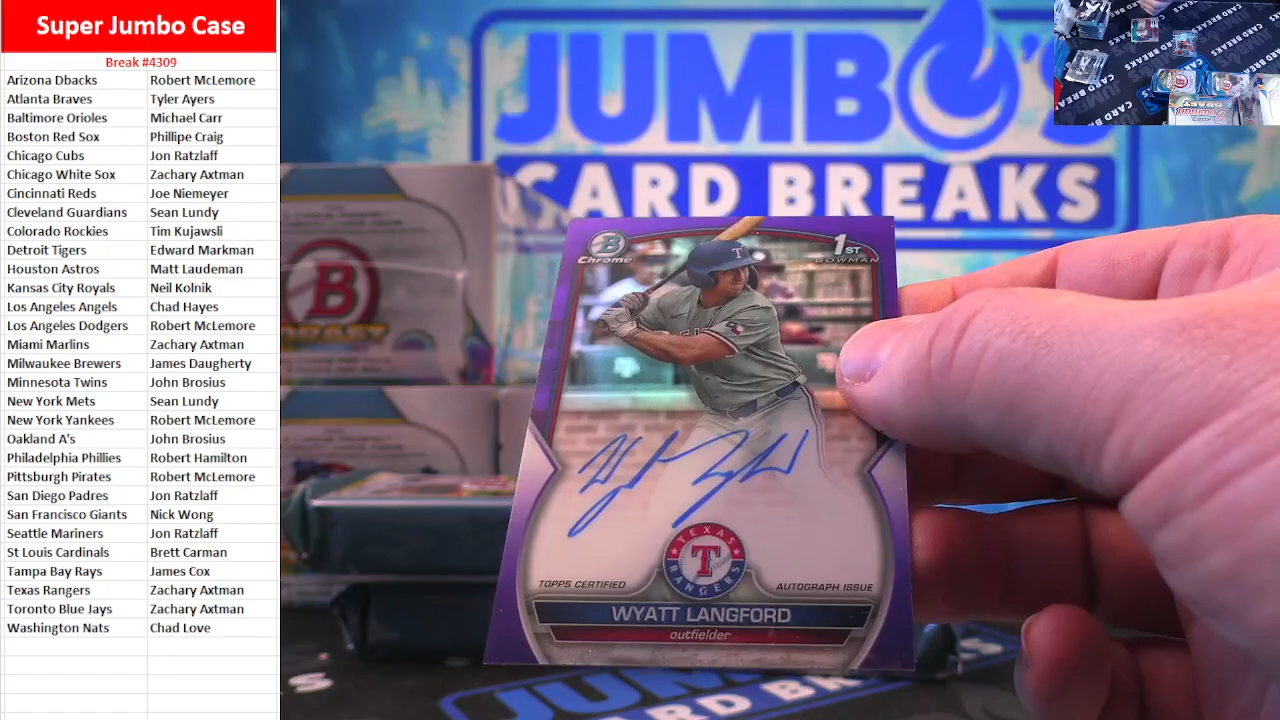 Super Jumbo Case
Break #4309
Arizona Dbacks Robert McLemore
Atlanta Braves Tyler Ayers
Baltimore Orioles Michael Carr
Boston Red Sox Phillipe Craig
Chicago Cubs Jon Ratzlaff
Chicago White Sox Zachary Axtman
Cincinnati Reds Joe Niemeyer
Cleveland Guardians Sean Lundy
Colorado Rockies Tim Kujawsli
Detroit Tigers Edward Markman
Houston Astros Matt Laudeman
Kansas City Royals Neil Kolnik
Los Angeles Angels Chad Hayes
Los Angeles Dodgers Robert McLemore
Miami Marlins Zachary Axtman
Milwaukee Brewers James Daugherty
Minnesota Twins John Brosius
New York Mets Sean Lundy
New York Yankees Robert McLemore
Oakland A's John Brosius
Philadelphia Phillies Robert Hamilton
Pittsburgh Pirates Robert McLemore
San Diego Padres Jon Ratzlaff
San Francisco Giants Nick Wong
Seattle Mariners Jon Ratzlaff
St Louis Cardinals Brett Carman
Tampa Bay Rays James Cox
Texas Rangers Zachary Axtman
Toronto Blue Jays Zachary Axtman
Washington Nats Chad Love
JUMBO'S
CARD BREAKS
B
B
Chrome
1ST
BOWMAN
T
TEXAS
T
RANGERS
TOPPS CERTIFIED
AUTOGRAPH ISSUE
WYATT LANGFORD
outfielder
JUMBO'S
CARD BR
CARD BREAKS